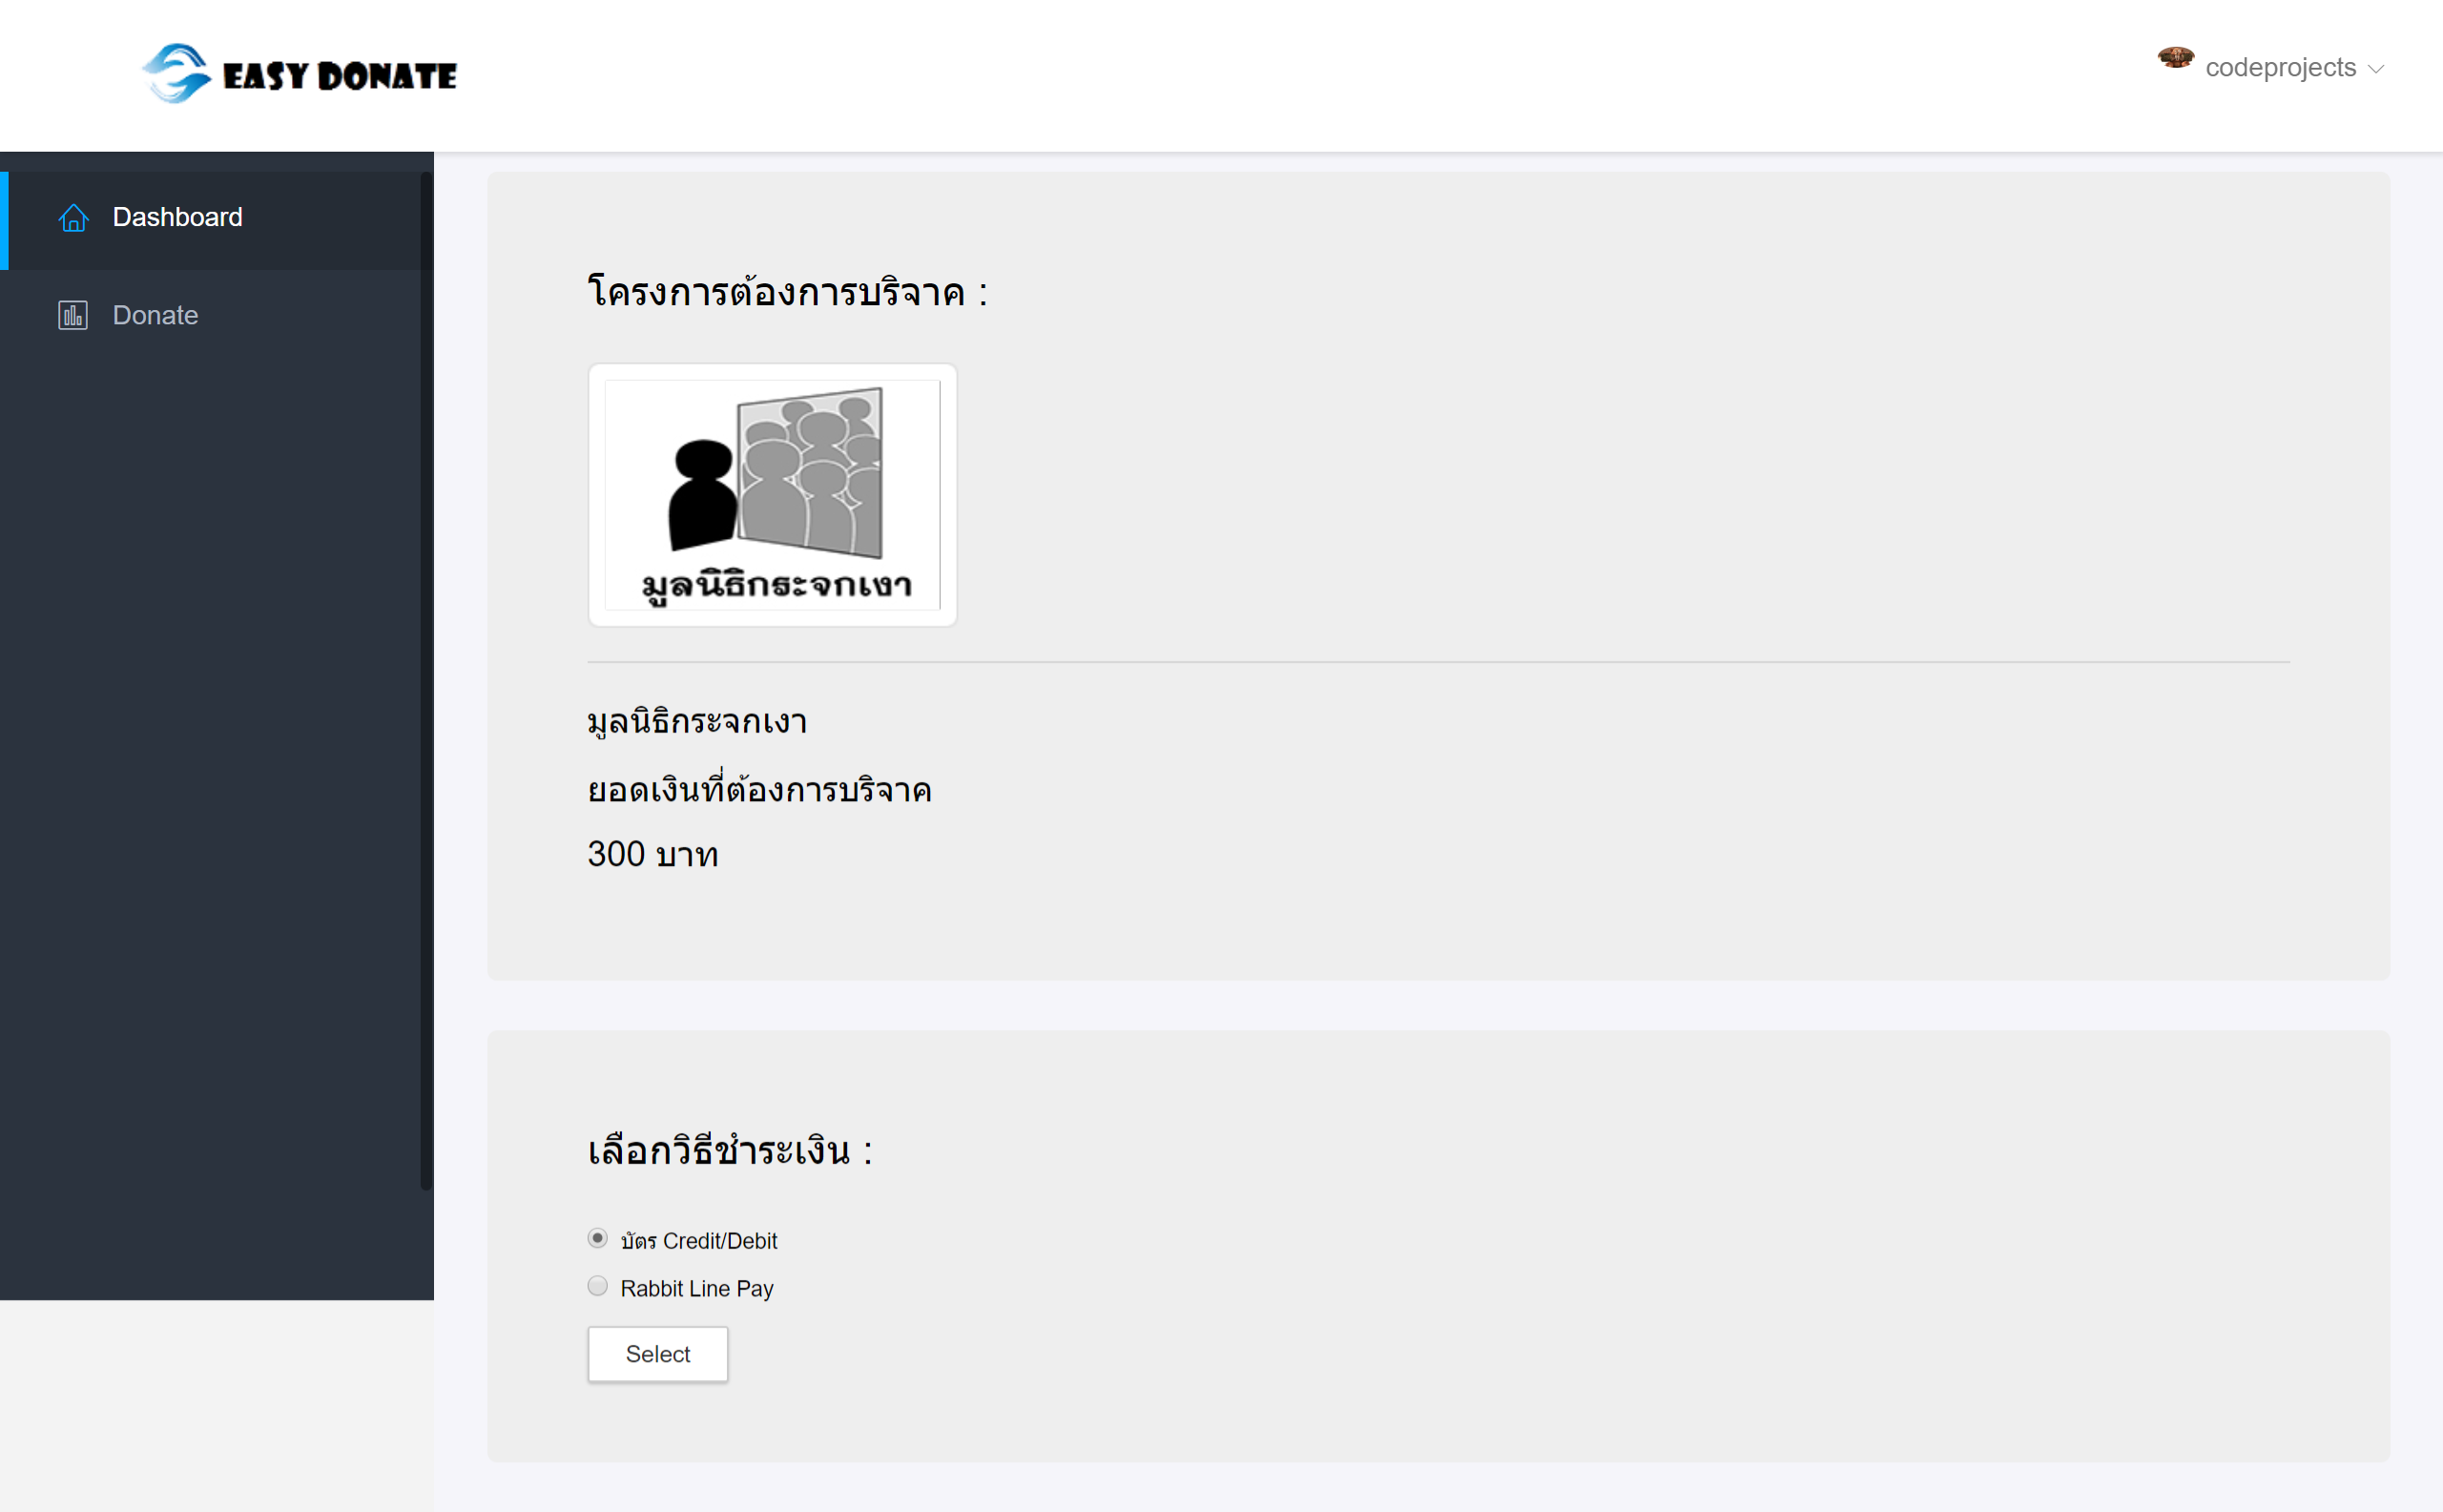 EASY DONATE
codeprojects
Dashboard
Donate
โครงการต้องการบริจาค :
มูลนิธิกระจกเงา
มูลนิธิกระจกเงา
ยอดเงินที่ต้องการบริจาค
300 บาท
เลือกวิธีชำระเงิน :
บัตร Credit/Debit
Rabbit Line Pay
Select